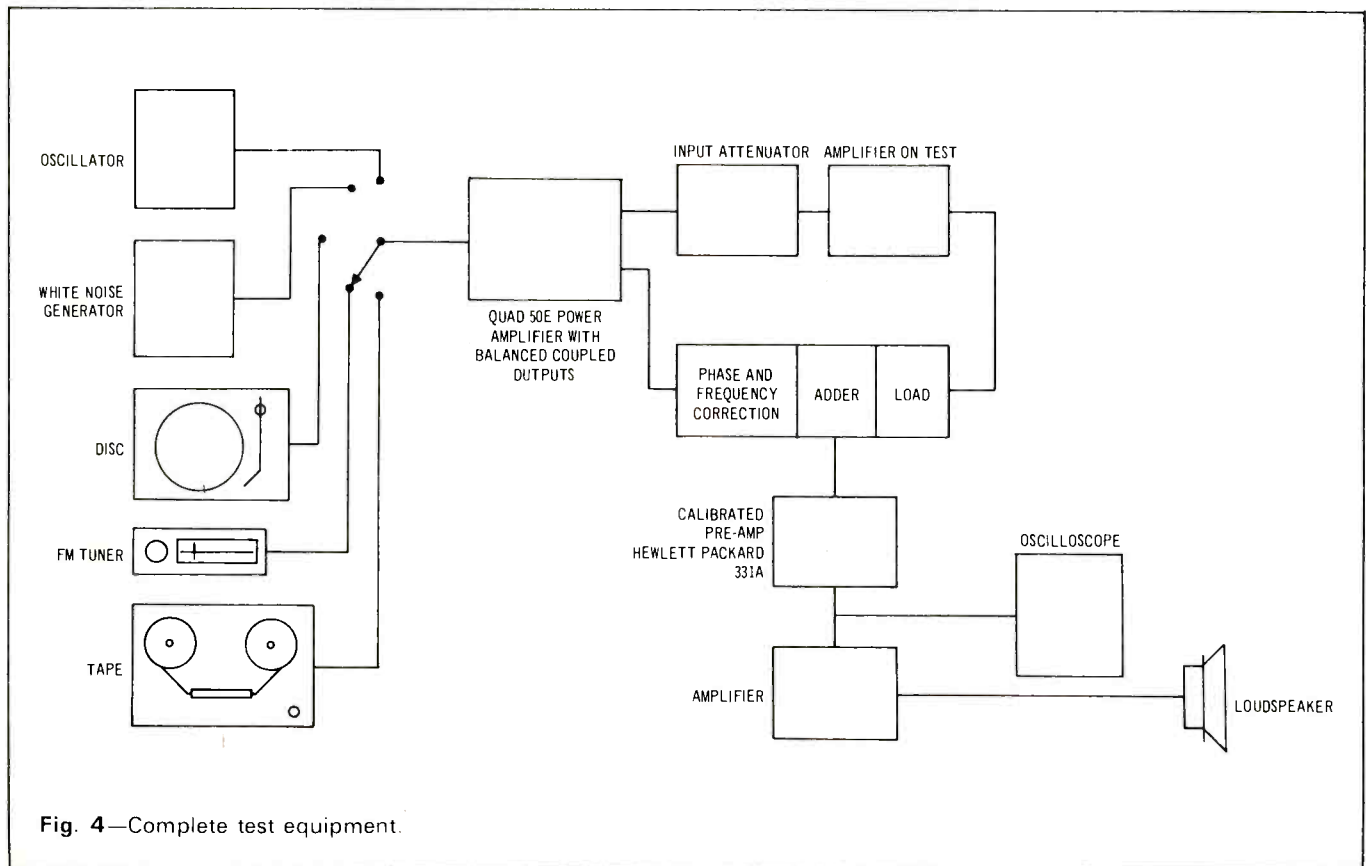 OSCILLATOR
WHITE NOISE
GENERATOR
DISC
FM TUNER
TAPE
QUAD 50E POWER
AMPLIFIER WITH
BALANCED COUPLED
OUTPUTS
INPUT ATTENUATOR
AMPLIFIER ON TEST
PHASE AND
FREQUENCY
CORRECTION
ADDER
LOAD
CALIBRATED
PRE-AMP
HEWLETT PACKARD
331A
OSCILLOSCOPE
AMPLIFIER
LOUDSPEAKER
Fig. 4—Complete test equipment.